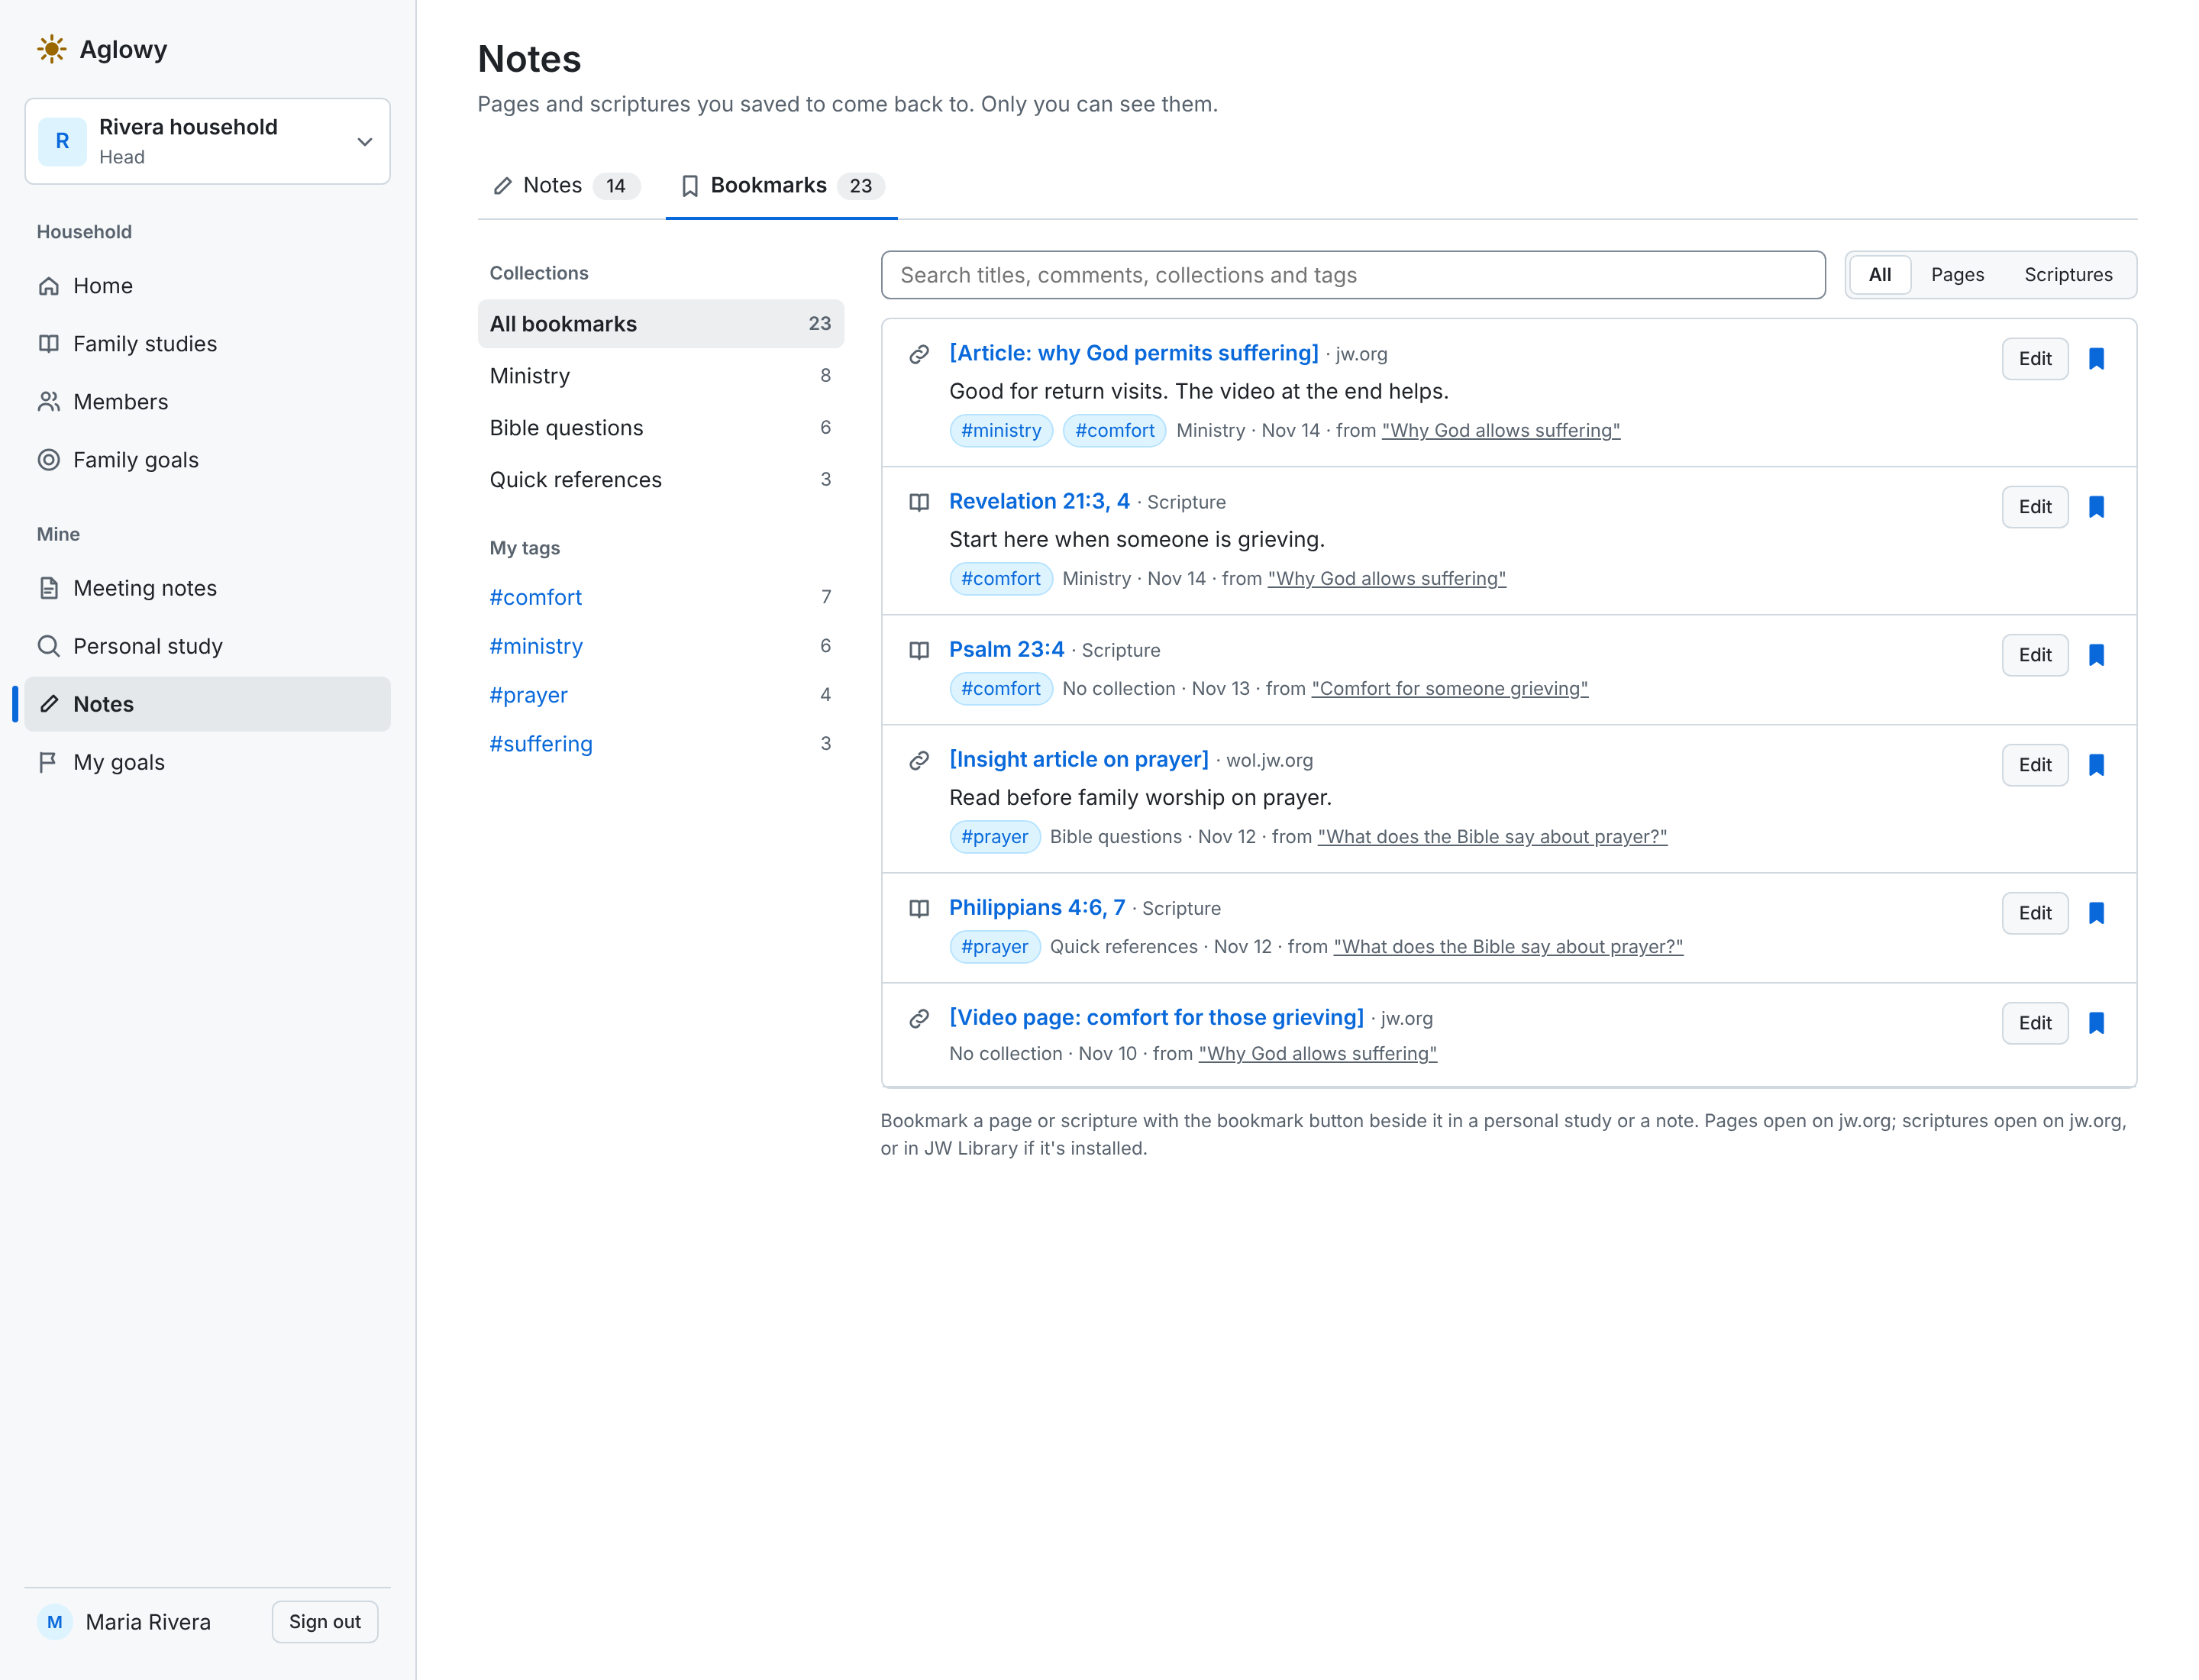 Aglowy
R
Rivera household
Head
Household
Home
Family studies
Members
Family goals
Mine
Meeting notes
Personal study
Notes
My goals
M
Maria Rivera
Sign out
Notes
Pages and scriptures you saved to come back to. Only you can see them.
Notes 14
Bookmarks 23
Collections
All bookmarks 23
Ministry 8
Bible questions 6
Quick references 3
My tags
#comfort 7
#ministry 6
#prayer 4
#suffering 3
Search titles, comments, collections and tags
All Pages Scriptures
[Article: why God permits suffering] · jw.org
Edit
Good for return visits. The video at the end helps.
#ministry #comfort Ministry · Nov 14 · from "Why God allows suffering"
Revelation 21:3, 4 · Scripture
Edit
Start here when someone is grieving.
#comfort Ministry · Nov 14 · from "Why God allows suffering"
Psalm 23:4 · Scripture
Edit
#comfort No collection · Nov 13 · from "Comfort for someone grieving"
[Insight article on prayer] · wol.jw.org
Edit
Read before family worship on prayer.
#prayer Bible questions · Nov 12 · from "What does the Bible say about prayer?"
Philippians 4:6, 7 · Scripture
Edit
#prayer Quick references · Nov 12 · from "What does the Bible say about prayer?"
[Video page: comfort for those grieving] · jw.org
Edit
No collection · Nov 10 · from "Why God allows suffering"
Bookmark a page or scripture with the bookmark button beside it in a personal study or a note. Pages open on jw.org; scriptures open on jw.org,
or in JW Library if it's installed.